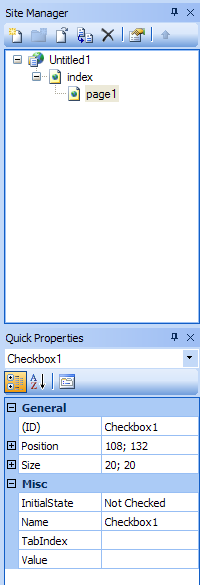 Site Manager
Untitled1
index
page1
Quick Properties
Checkbox1
General
(ID) Checkbox1
Position 108; 132
Size 20; 20
Misc
InitialState Not Checked
Name Checkbox1
TabIndex
Value